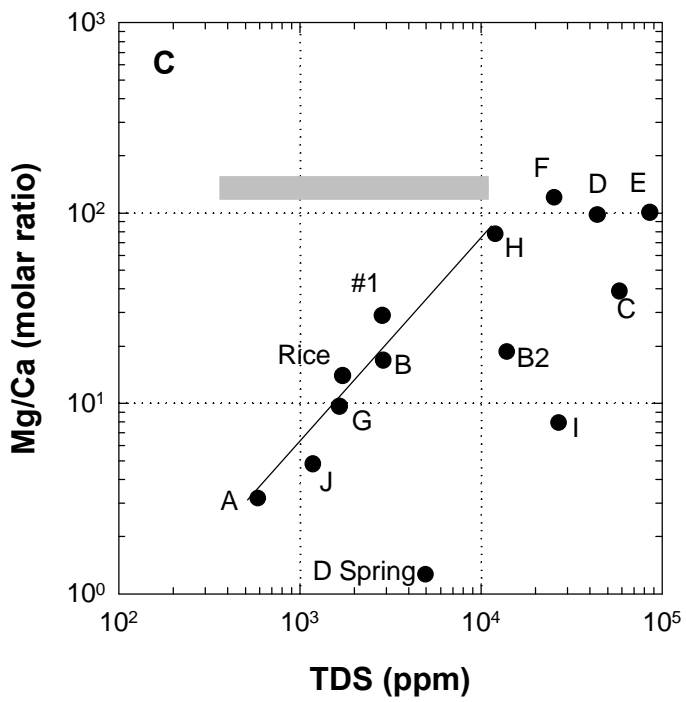 10³
C
F
D
E
10²
H
#1
C
Rice
B
B2
10¹
G
I
J
A
D Spring
10⁰
10² 10³ 10⁴ 10⁵
TDS (ppm)
Mg/Ca (molar ratio)